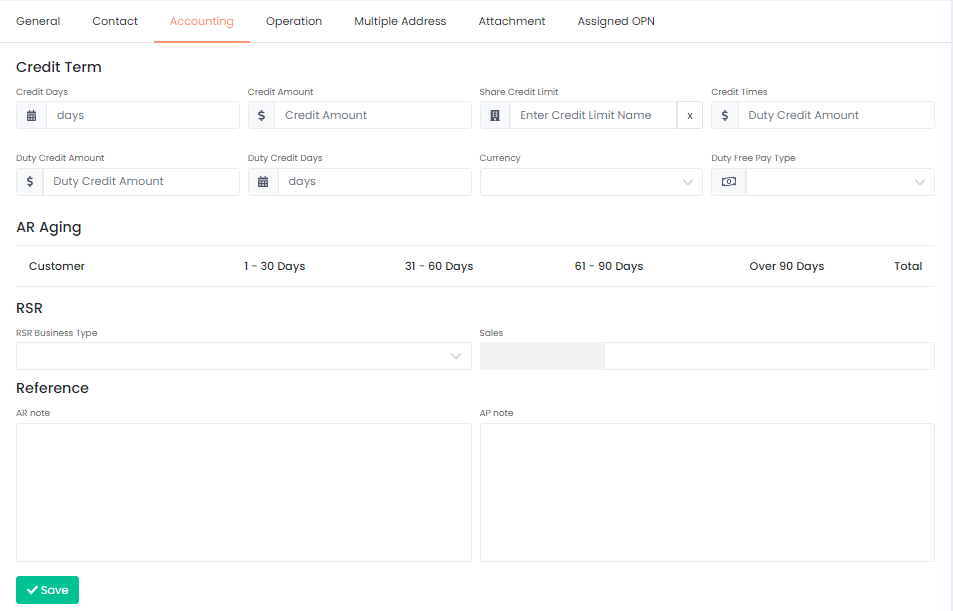 General Contact Accounting Operation Multiple Address Attachment Assigned OPN
Credit Term
Credit Days Credit Amount Share Credit Limit Credit Times
days $ Credit Amount Enter Credit Limit Name x $ Duty Credit Amount
Duty Credit Amount Duty Credit Days Currency Duty Free Pay Type
$ Duty Credit Amount days
AR Aging
Customer 1 - 30 Days 31 - 60 Days 61 - 90 Days Over 90 Days Total
RSR
RSR Business Type Sales
Reference
AR note AP note
Save